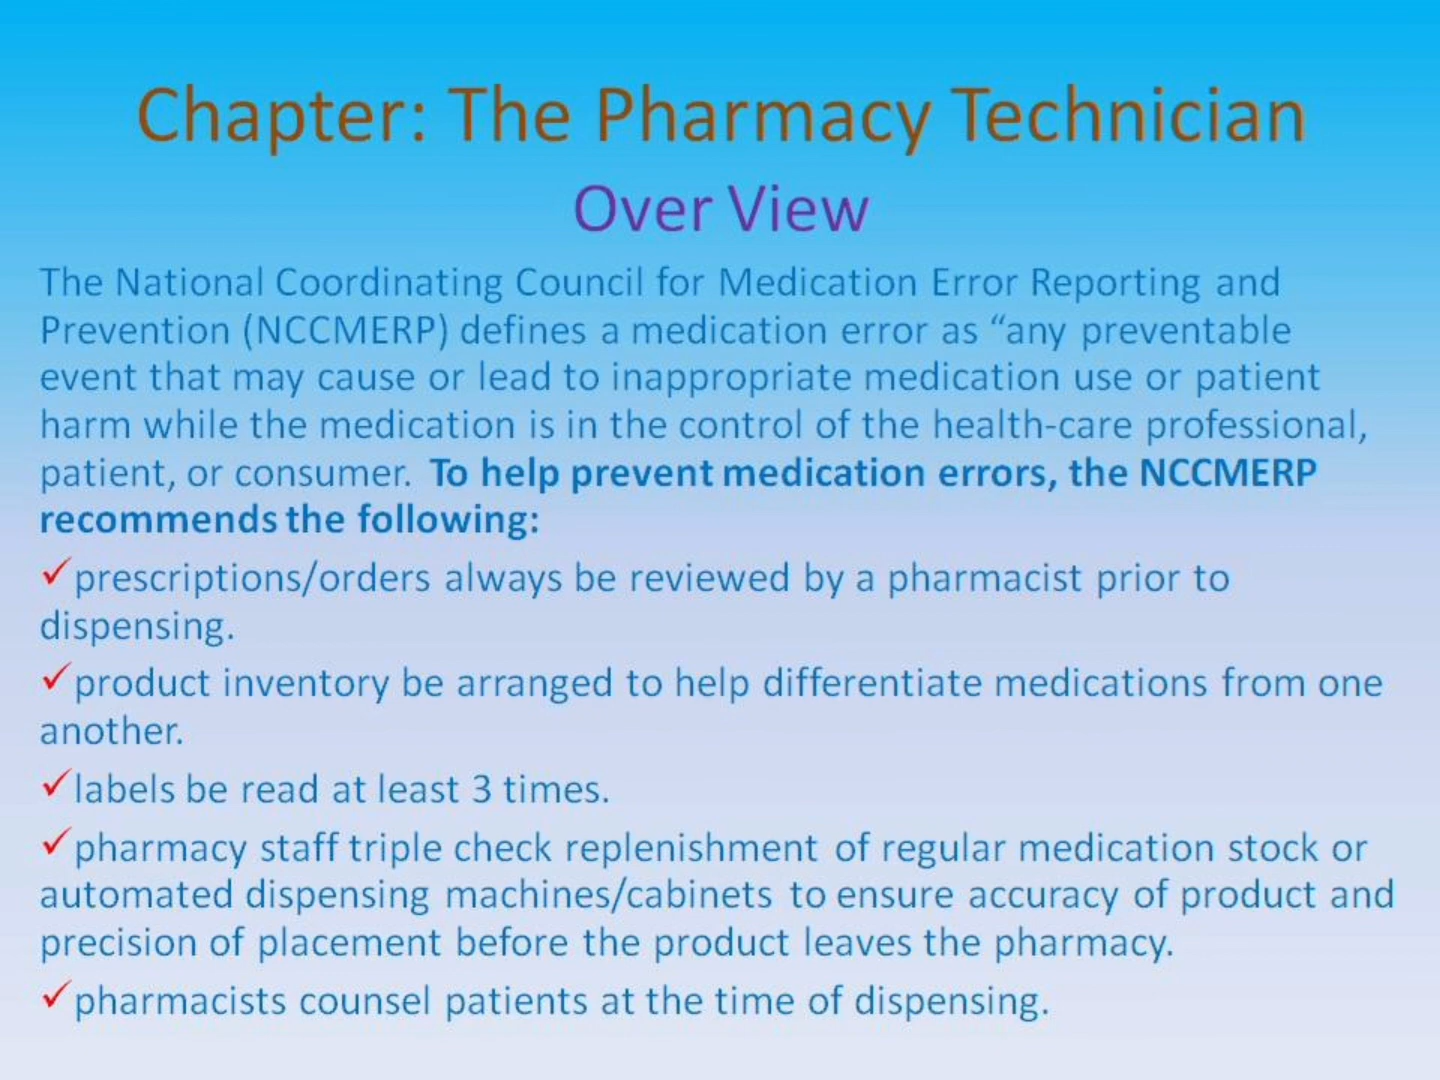 Chapter: The Pharmacy Technician
Over View
The National Coordinating Council for Medication Error Reporting and
Prevention (NCCMERP) defines a medication error as “any preventable
event that may cause or lead to inappropriate medication use or patient
harm while the medication is in the control of the health-care professional,
patient, or consumer. To help prevent medication errors, the NCCMERP
recommends the following:
✓prescriptions/orders always be reviewed by a pharmacist prior to
dispensing.
✓product inventory be arranged to help differentiate medications from one
another.
✓labels be read at least 3 times.
✓pharmacy staff triple check replenishment of regular medication stock or
automated dispensing machines/cabinets to ensure accuracy of product and
precision of placement before the product leaves the pharmacy.
✓pharmacists counsel patients at the time of dispensing.